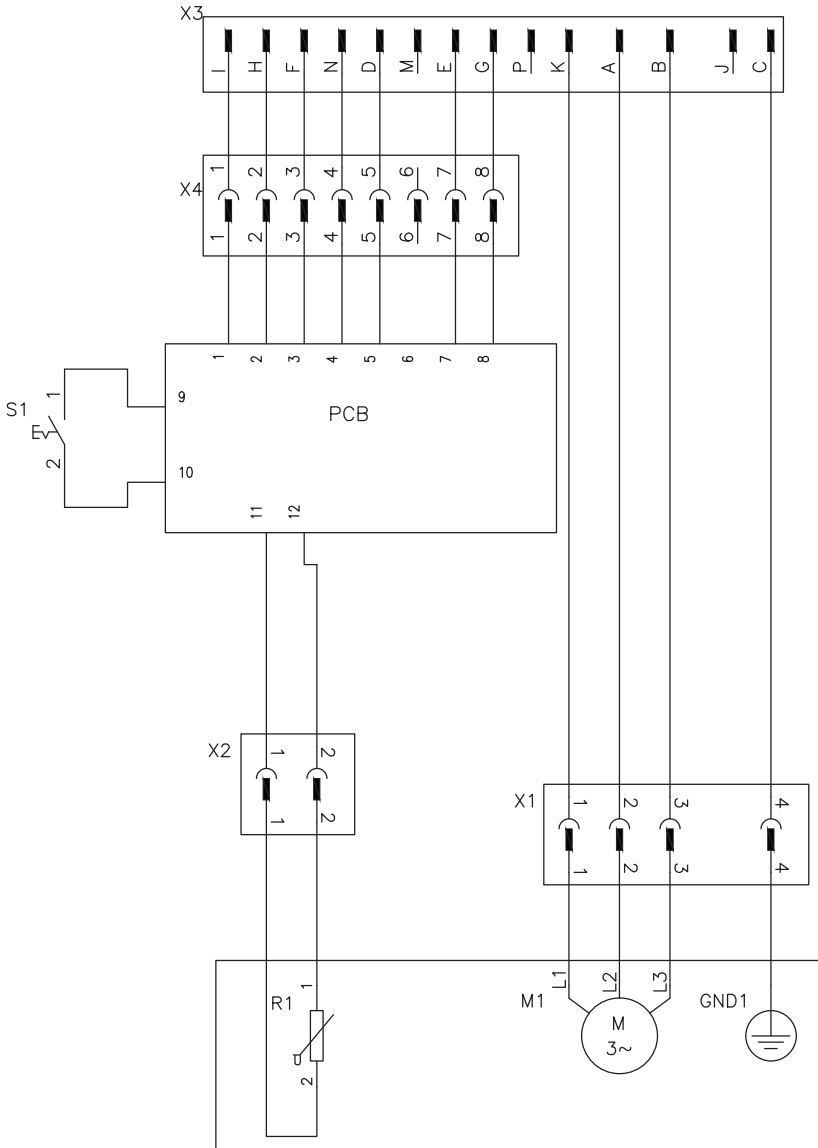 X3
I H F N D M E G P K A B J C
X4
1 2 3 4 5 6 7 8
1 2 3 4 5 6 7 8
1 2 3 4 5 6 7 8
S1
1
2
9
PCB
10
11 12
X2
1 2
1 2
X1
1 2 3 4
1 2 3 4
L1 L2 L3
R1
1
2
M1
M
3~
GND1